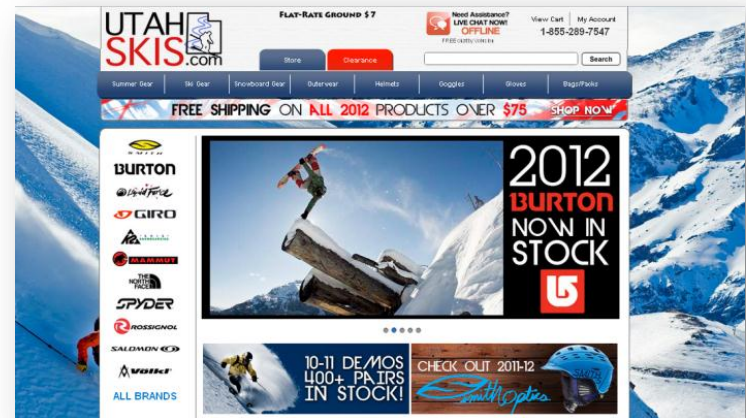 UTAH
SKIS.com
FLAT-RATE GROUND $7
Need Assistance?
LIVE CHAT NOW!
OFFLINE
View Cart | My Account
1-855-289-7547
Store
Clearance
Search
Summer Gear
Ski Gear
Snowboard Gear
Outerwear
Helmets
Goggles
Gloves
Bags/Packs
FREE SHIPPING ON ALL 2012 PRODUCTS OVER $75 SHOP NOW
BURTON
Liquid Force
GIRO
K2
MAMMUT
THE
NORTH
FACE
SPYDER
ROSSIGNOL
SALOMON
Völkl
ALL BRANDS
2012
BURTON
NOW IN
STOCK
10-11 DEMOS
400+ PAIRS
IN STOCK!
CHECK OUT 2011-12
Smith Optics
SMITH